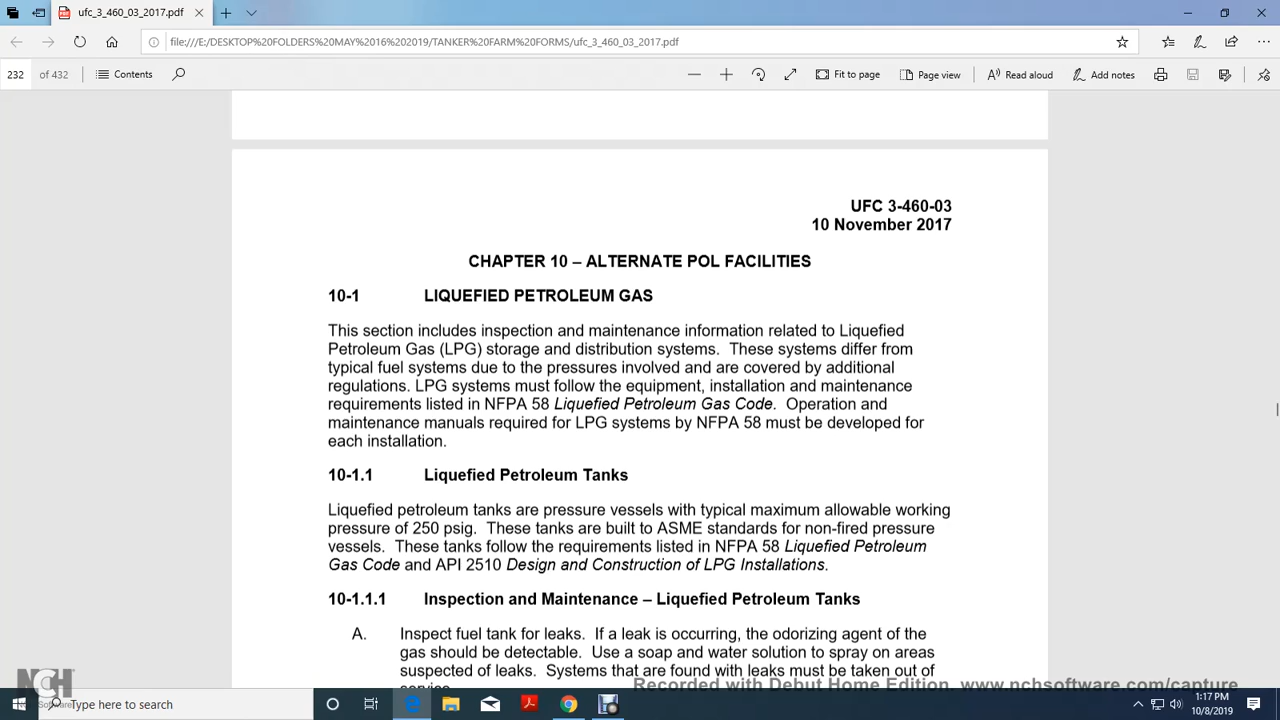 ufc_3_460_03_2017.pdf
file:///E:/DESKTOP%20FOLDERS%20MAY%2016%202019/TANKER%20FARM%20FORMS/ufc_3_460_03_2017.pdf
232 of 432 Contents Fit to page Page view Read aloud Add notes
UFC 3-460-03
10 November 2017
CHAPTER 10 – ALTERNATE POL FACILITIES
10-1 LIQUEFIED PETROLEUM GAS
This section includes inspection and maintenance information related to Liquefied
Petroleum Gas (LPG) storage and distribution systems.  These systems differ from
typical fuel systems due to the pressures involved and are covered by additional
regulations. LPG systems must follow the equipment, installation and maintenance
requirements listed in NFPA 58 Liquefied Petroleum Gas Code.  Operation and
maintenance manuals required for LPG systems by NFPA 58 must be developed for
each installation.
10-1.1 Liquefied Petroleum Tanks
Liquefied petroleum tanks are pressure vessels with typical maximum allowable working
pressure of 250 psig.  These tanks are built to ASME standards for non-fired pressure
vessels.  These tanks follow the requirements listed in NFPA 58 Liquefied Petroleum
Gas Code and API 2510 Design and Construction of LPG Installations.
10-1.1.1 Inspection and Maintenance – Liquefied Petroleum Tanks
A. Inspect fuel tank for leaks.  If a leak is occurring, the odorizing agent of the
gas should be detectable.  Use a soap and water solution to spray on areas
suspected of leaks.  Systems that are found with leaks must be taken out of
Recorded with Debut Home Edition. www.nchsoftware.com/capture
NCH
Type here to search
1:17 PM
10/8/2019